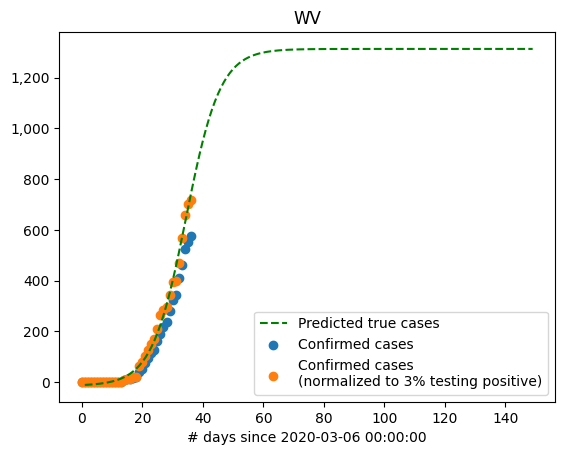 WV
1,200
1,000
800
600
400
200
0
0 20 40 60 80 100 120 140
# days since 2020-03-06 00:00:00
Predicted true cases
Confirmed cases
Confirmed cases
(normalized to 3% testing positive)